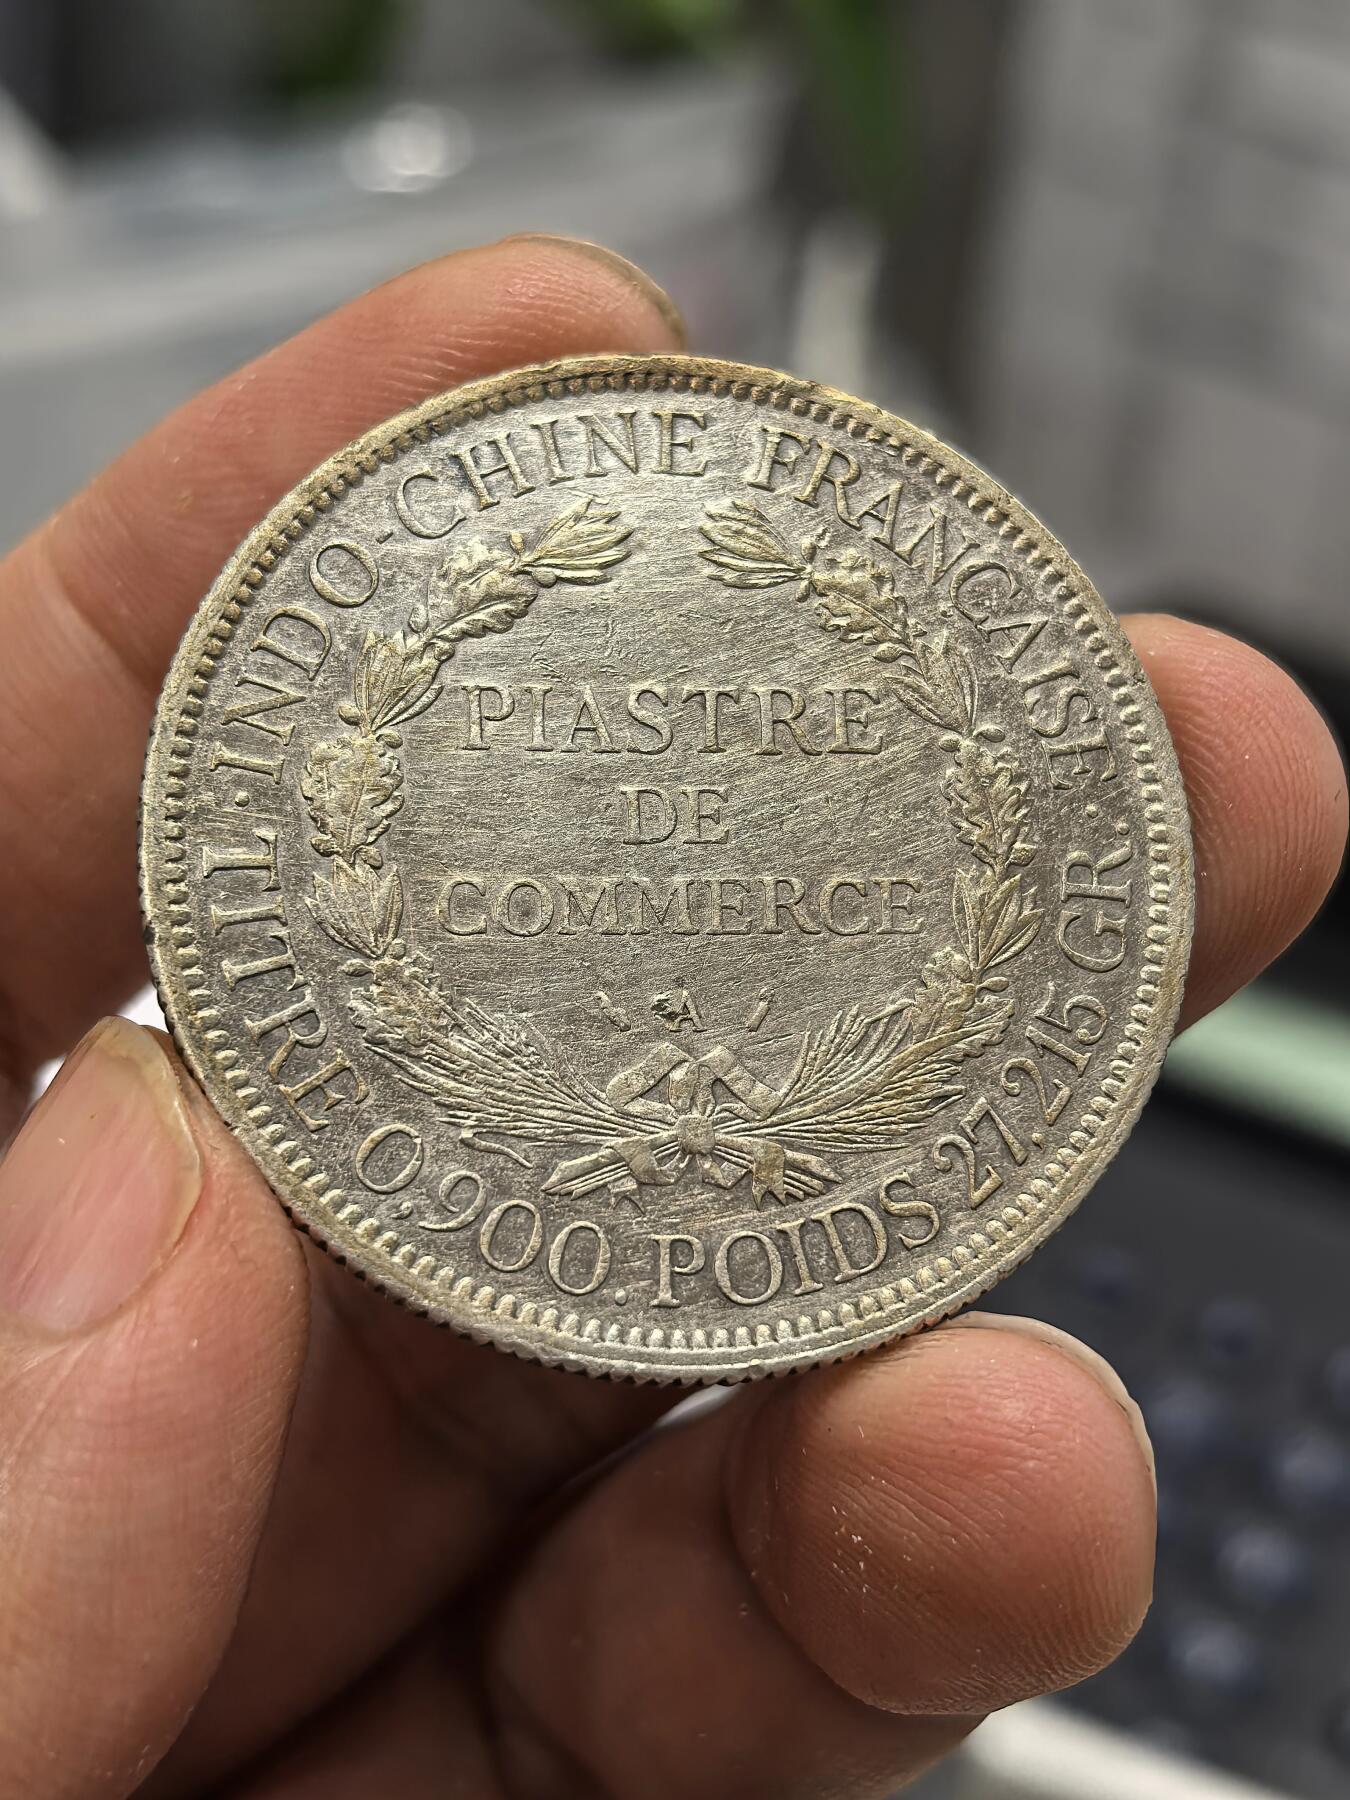 INDO-CHINE FRANÇAISE
PIASTRE
DE
COMMERCE
A
TITRE 0,900. POIDS 27,215 GR.